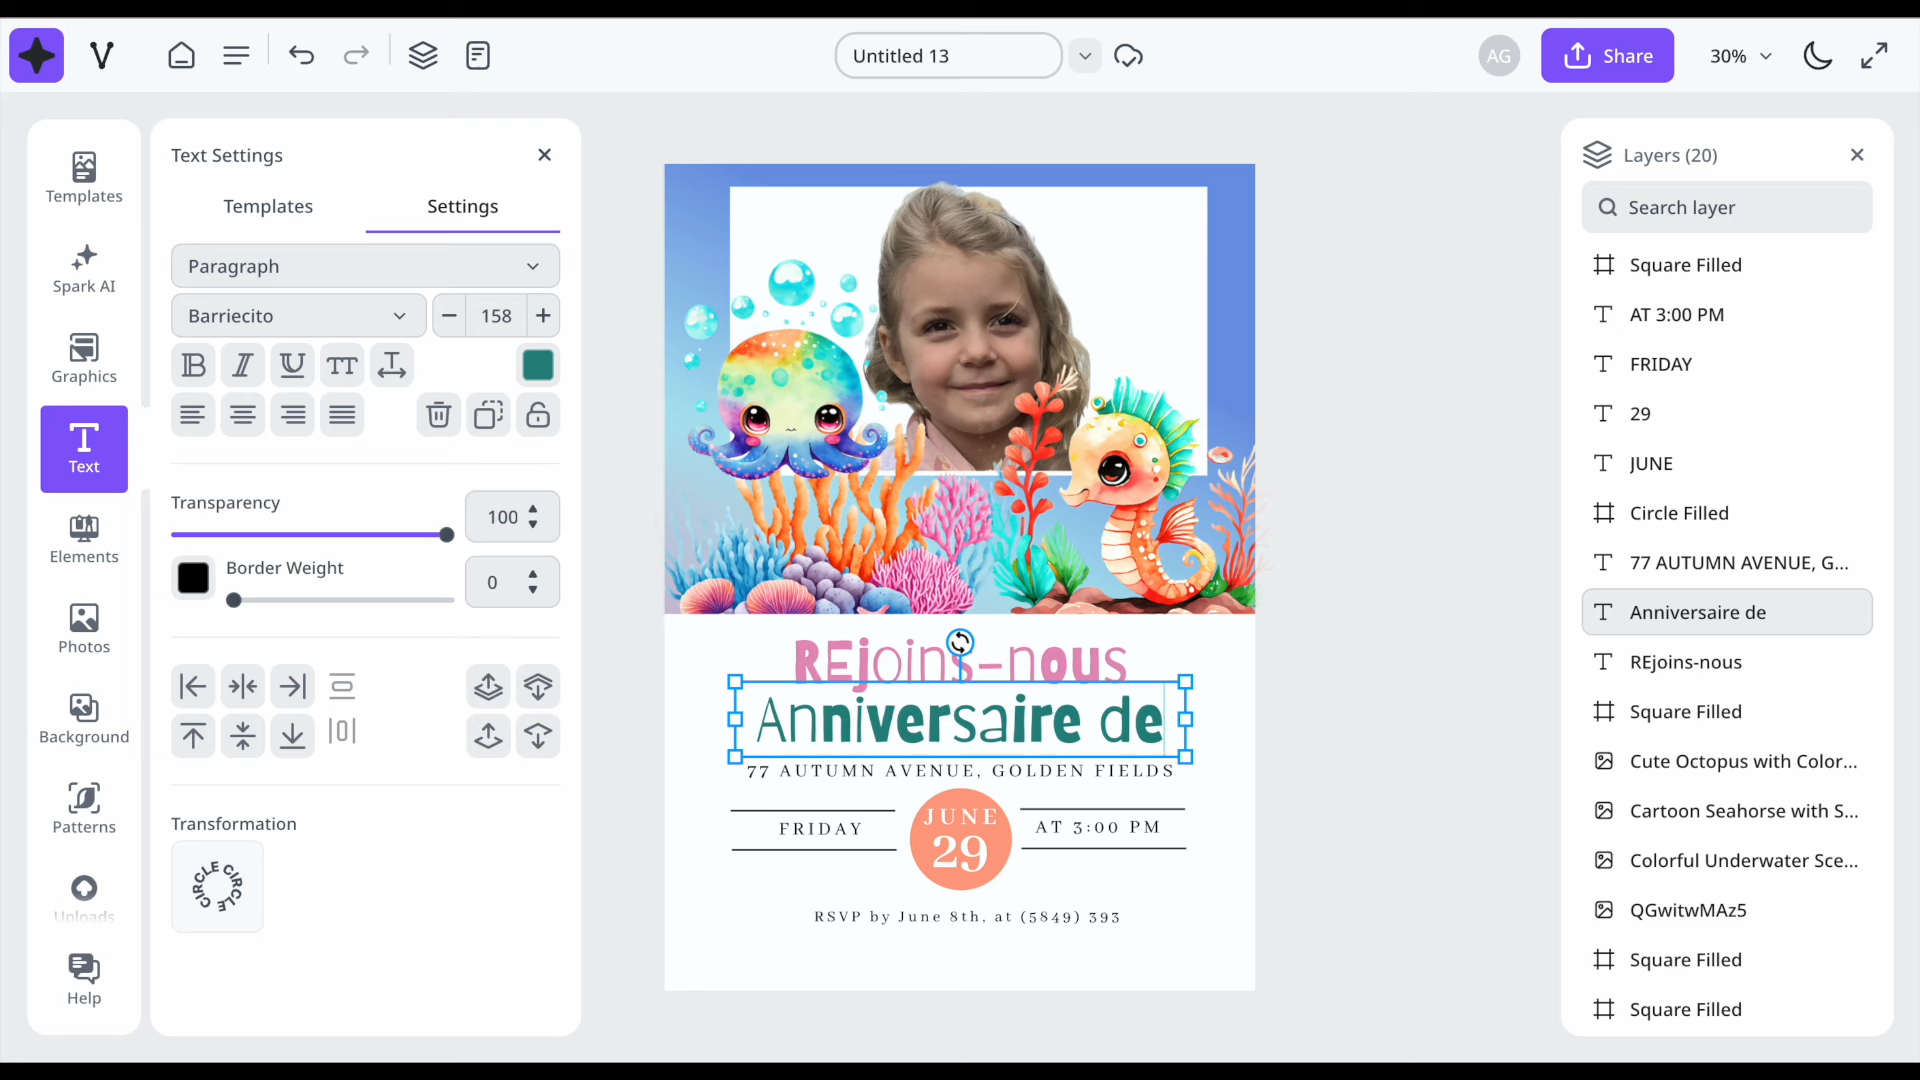 Untitled 13
AG
Share
30%
Templates
Spark AI
Graphics
Text
Elements
Photos
Background
Patterns
Uploads
Help
Text Settings
Templates
Settings
Paragraph
Barriecito
158
Transparency
100
Border Weight
0
Transformation
CIRCLE CIRCLE
REjoins-nous
Anniversaire de
77 AUTUMN AVENUE, GOLDEN FIELDS
FRIDAY
JUNE
29
AT 3:00 PM
RSVP by June 8th, at (5849) 393
Layers (20)
Search layer
Square Filled
AT 3:00 PM
FRIDAY
29
JUNE
Circle Filled
77 AUTUMN AVENUE, G...
Anniversaire de
REjoins-nous
Square Filled
Cute Octopus with Color...
Cartoon Seahorse with S...
Colorful Underwater Sce...
QGwitwMAz5
Square Filled
Square Filled